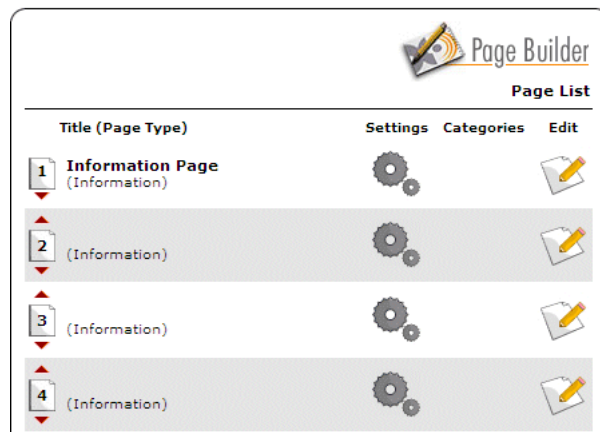 Page Builder
Page List
Title (Page Type) Settings Categories Edit
1 Information Page
(Information)
2 (Information)
3 (Information)
4 (Information)